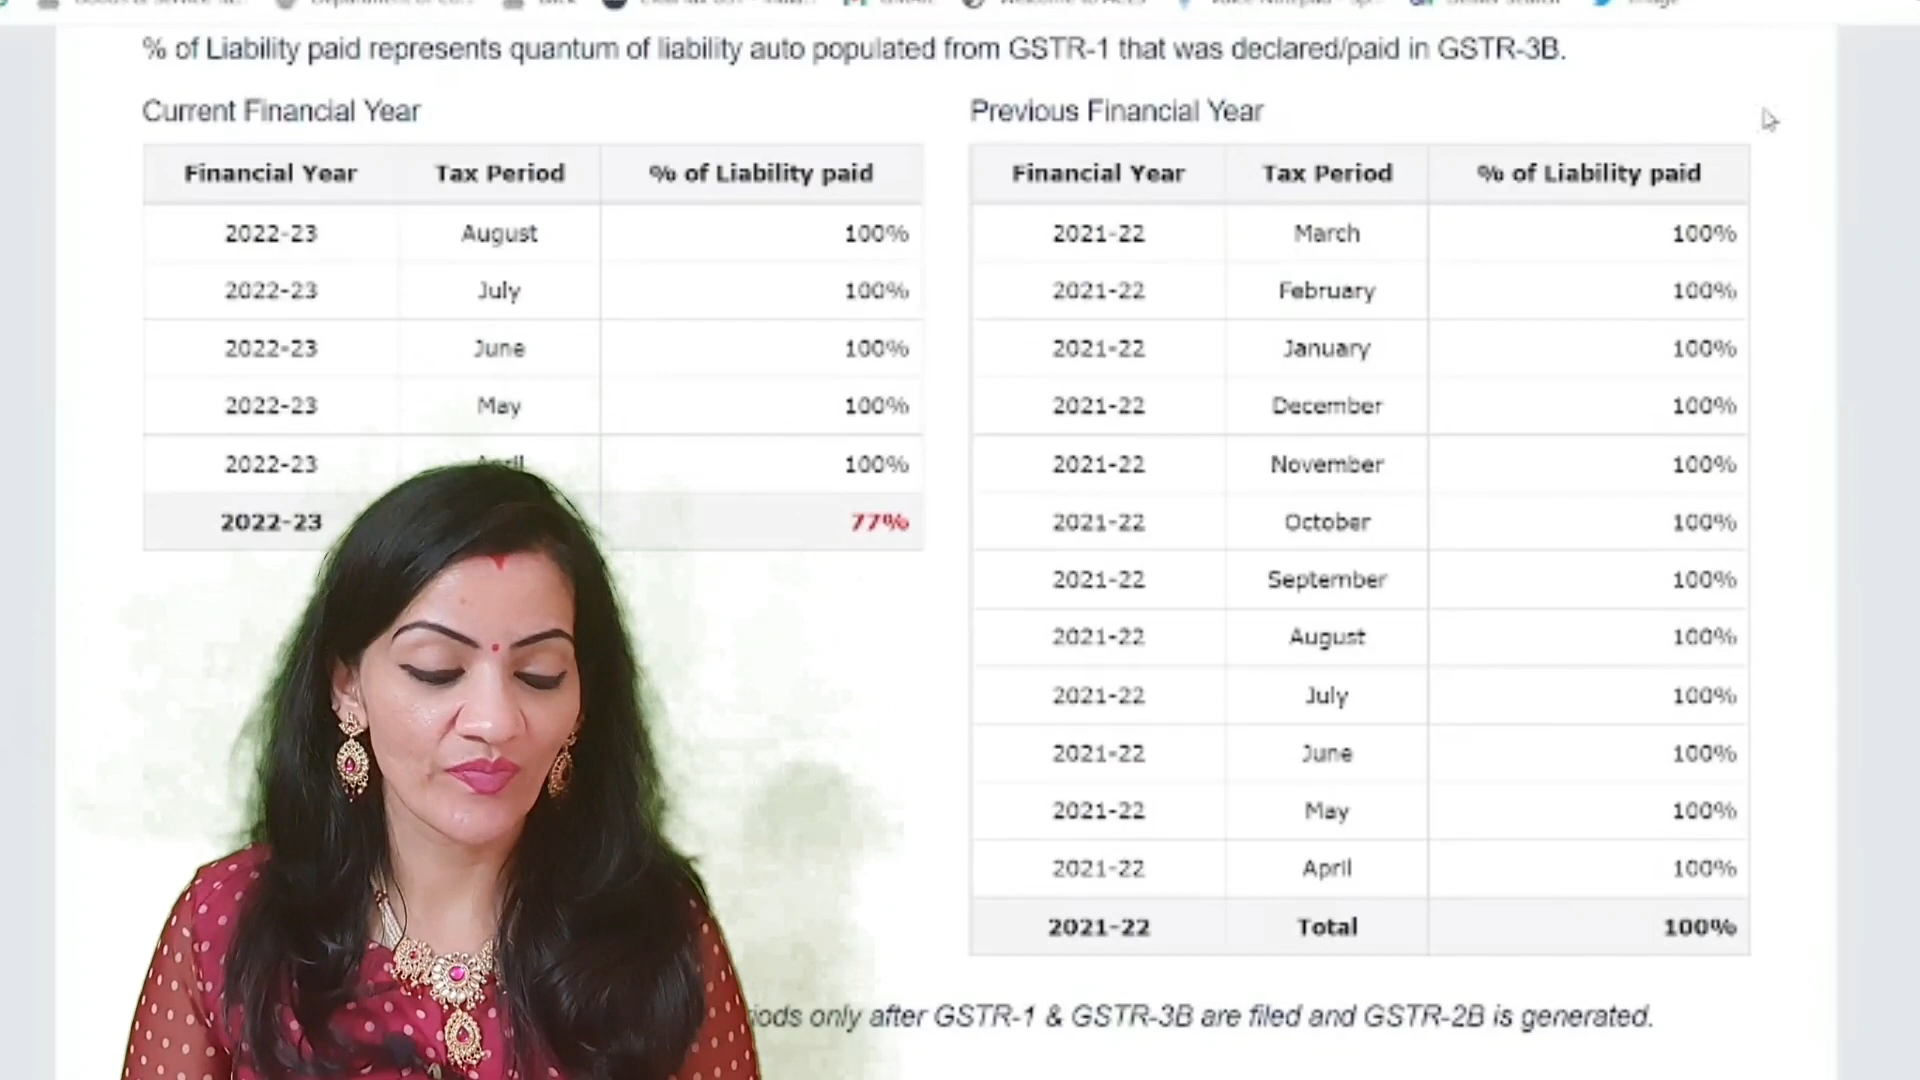 % of Liability paid represents quantum of liability auto populated from GSTR-1 that was declared/paid in GSTR-3B.
Current Financial Year
Financial Year Tax Period % of Liability paid
2022-23 August 100%
2022-23 July 100%
2022-23 June 100%
2022-23 May 100%
2022-23 April 100%
2022-23 77%
Previous Financial Year
Financial Year Tax Period % of Liability paid
2021-22 March 100%
2021-22 February 100%
2021-22 January 100%
2021-22 December 100%
2021-22 November 100%
2021-22 October 100%
2021-22 September 100%
2021-22 August 100%
2021-22 July 100%
2021-22 June 100%
2021-22 May 100%
2021-22 April 100%
2021-22 Total 100%
only after GSTR-1 & GSTR-3B are filed and GSTR-2B is generated.